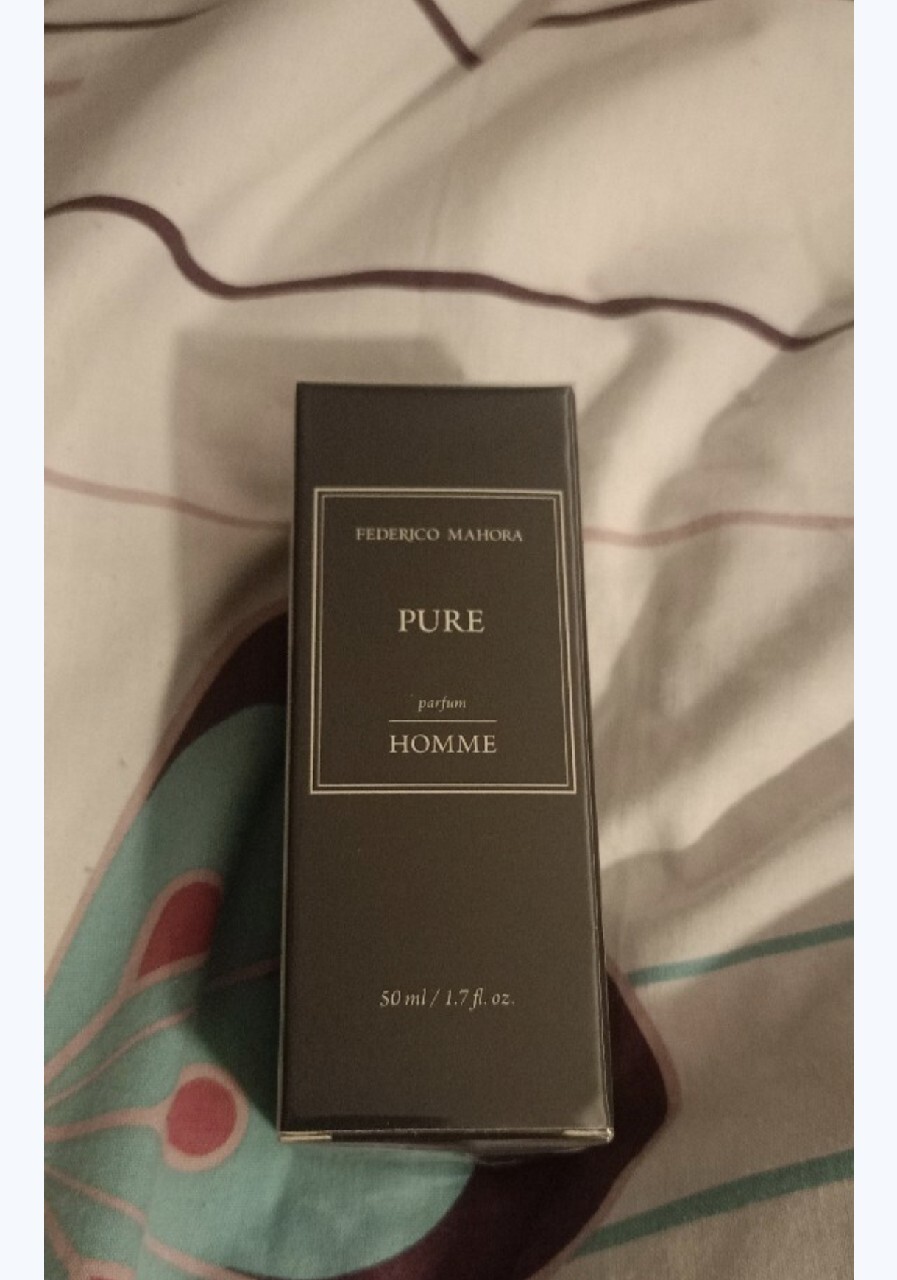 FEDERICO MAHORA
PURE
parfum
HOMME
50 ml / 1.7 fl. oz.